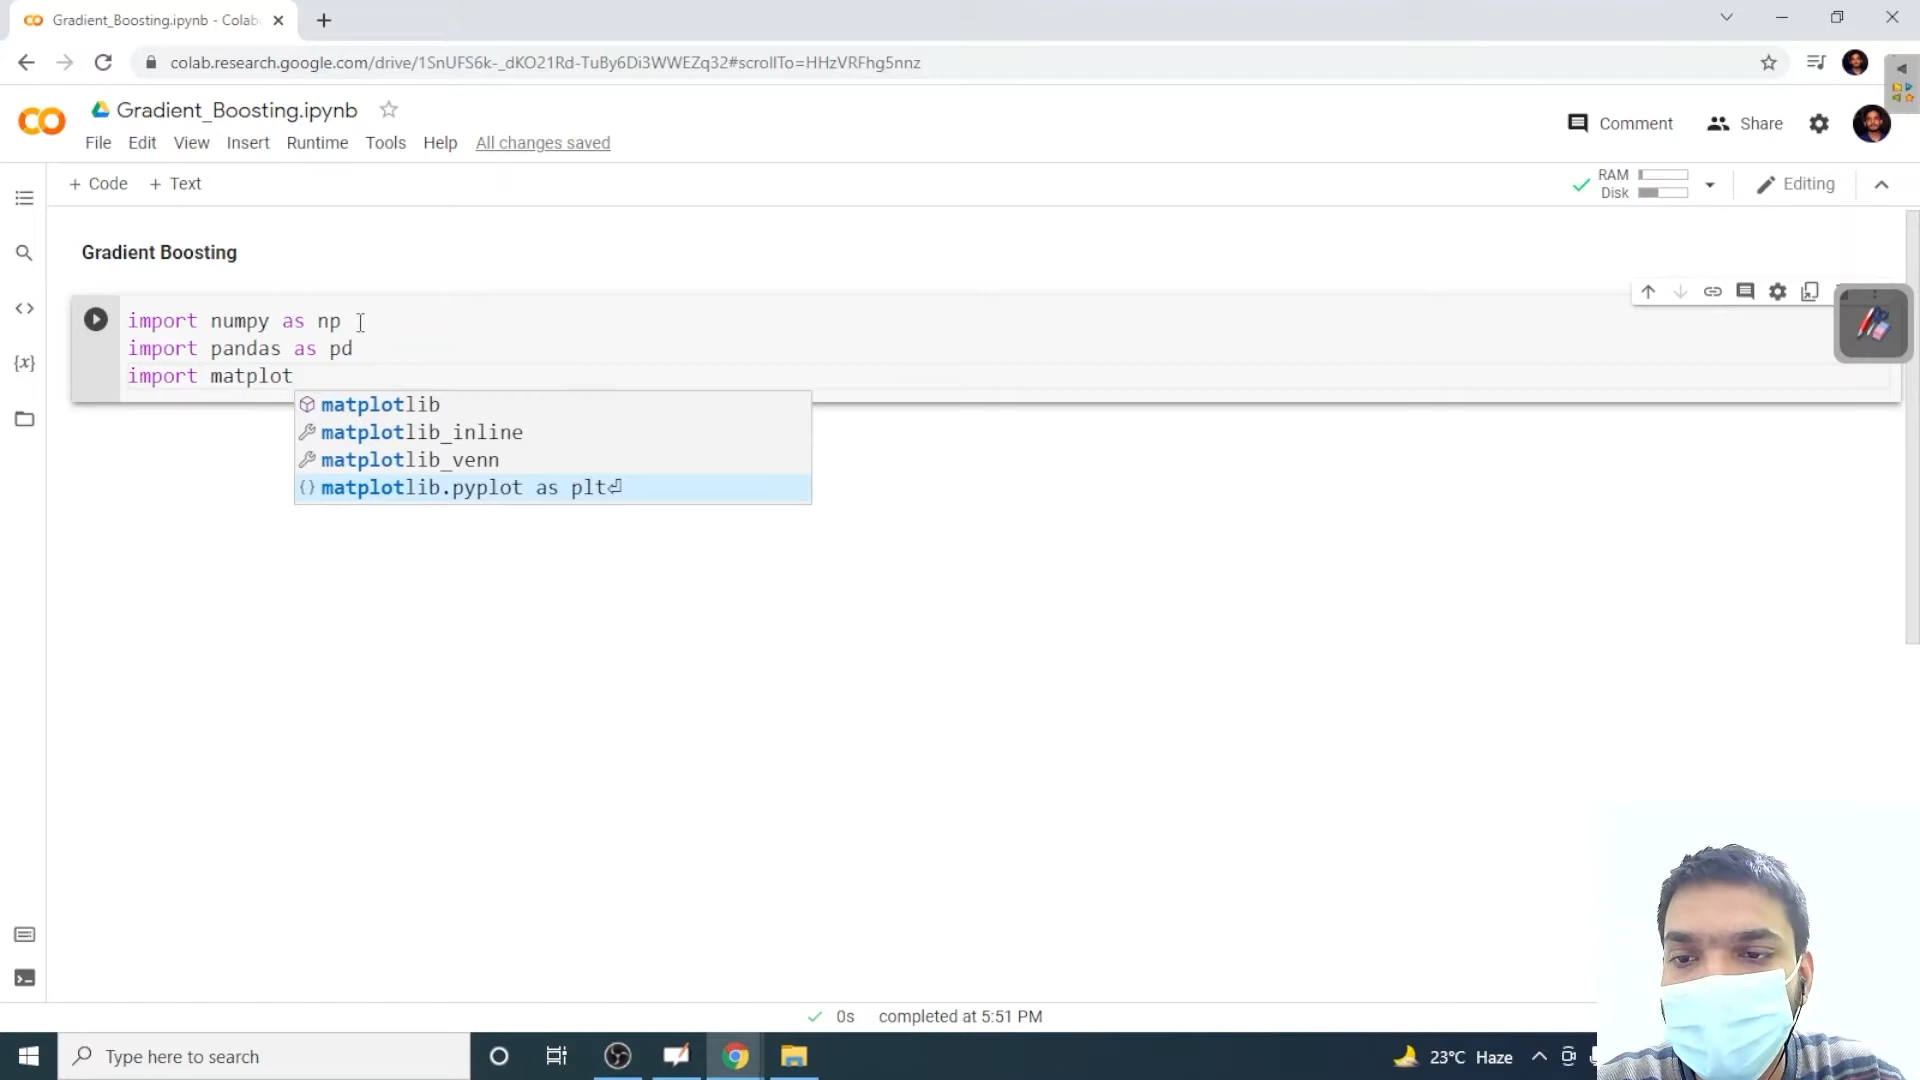 Gradient_Boosting.ipynb - Colab
colab.research.google.com/drive/1SnUFS6k-_dKO21Rd-TuBy6Di3WWEZq32#scrollTo=HHzVRFhg5nnz
Gradient_Boosting.ipynb
Comment
Share
File Edit View Insert Runtime Tools Help All changes saved
+ Code + Text
RAM
Disk
Editing
Gradient Boosting
import numpy as np
import pandas as pd
import matplot
matplotlib
matplotlib_inline
matplotlib_venn
matplotlib.pyplot as plt
0s completed at 5:51 PM
Type here to search
23°C Haze